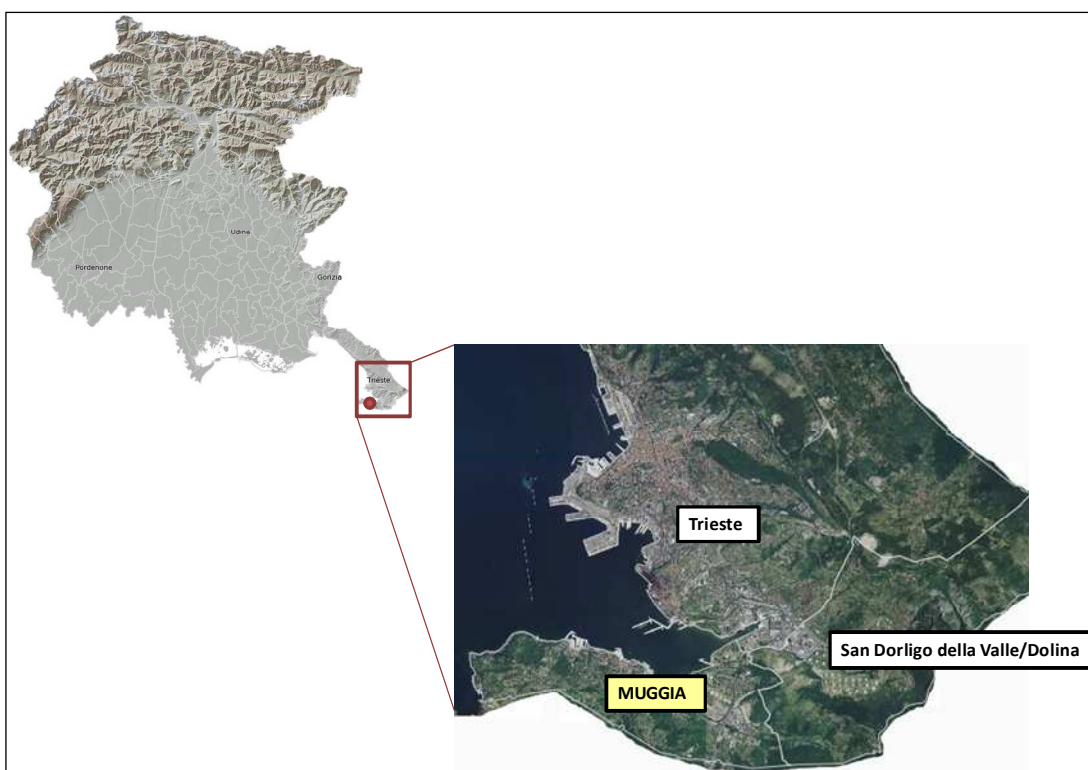 Udine
Pordenone
Gorizia
Trieste
Trieste
San Dorligo della Valle/Dolina
MUGGIA